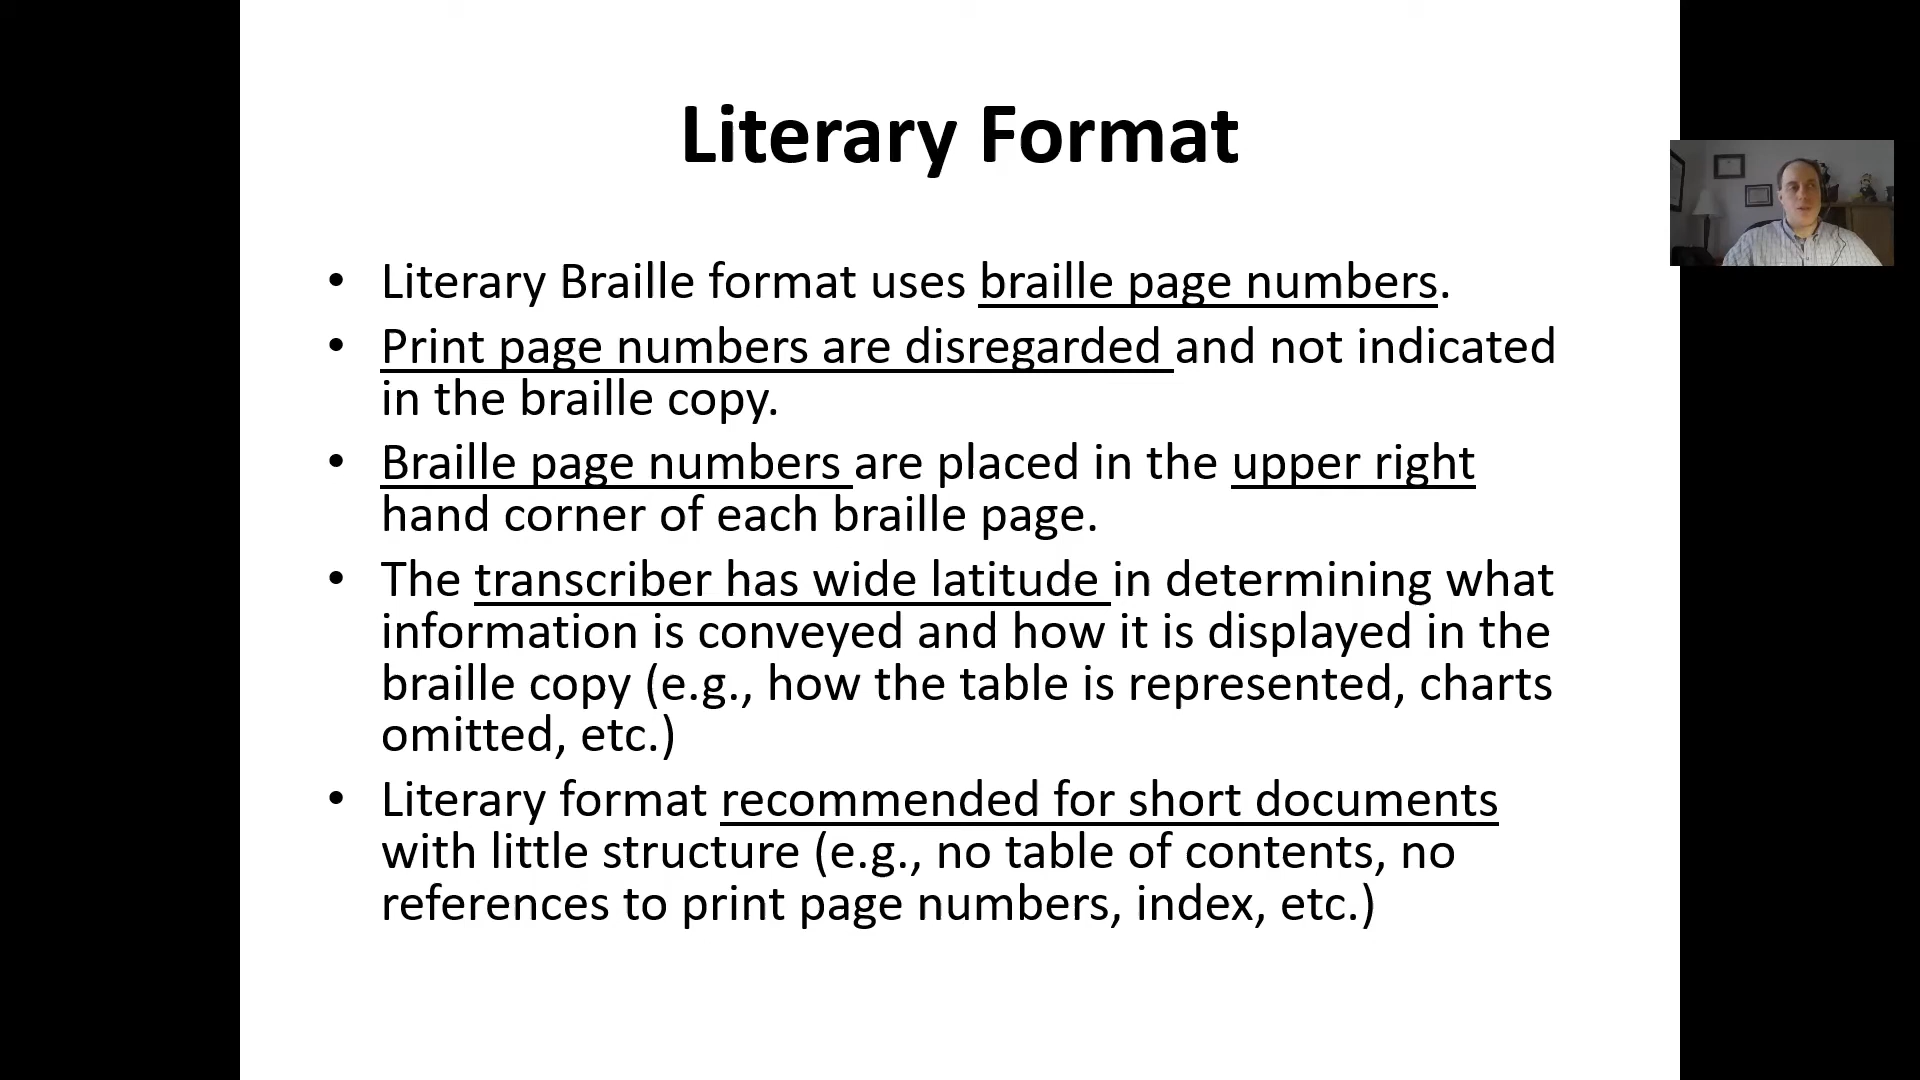 Literary Format
• Literary Braille format uses braille page numbers.
• Print page numbers are disregarded and not indicated
in the braille copy.
• Braille page numbers are placed in the upper right
hand corner of each braille page.
• The transcriber has wide latitude in determining what
information is conveyed and how it is displayed in the
braille copy (e.g., how the table is represented, charts
omitted, etc.)
• Literary format recommended for short documents
with little structure (e.g., no table of contents, no
references to print page numbers, index, etc.)